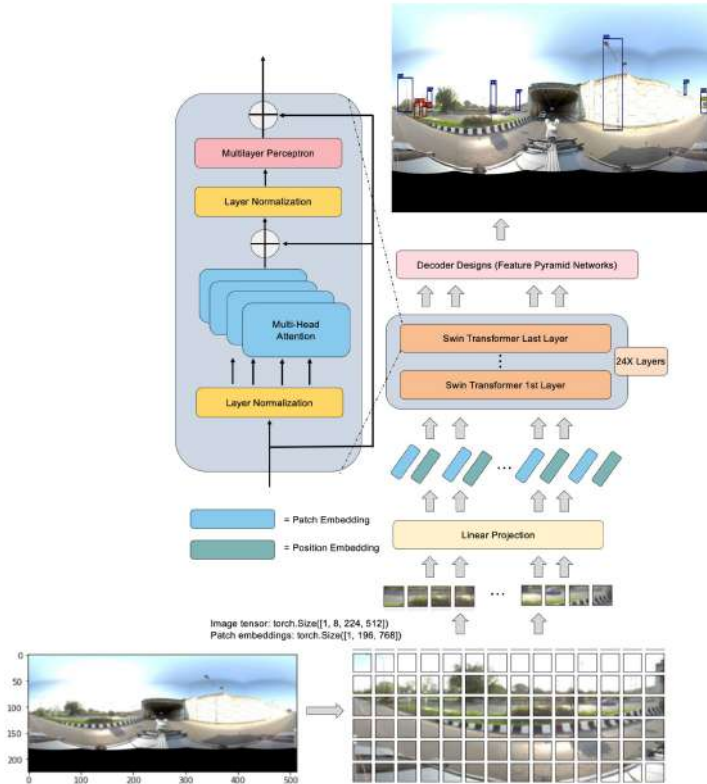 Multilayer Perceptron
Layer Normalization
Multi-Head
Attention
Layer Normalization
Decoder Designs (Feature Pyramid Networks)
Swin Transformer Last Layer
24X Layers
Swin Transformer 1st Layer
...
= Patch Embedding
= Position Embedding
Linear Projection
...
Image tensor: torch.Size([1, 8, 224, 512])
Patch embeddings: torch.Size([1, 196, 768])
0
50
100
150
200
0 100 200 300 400 500